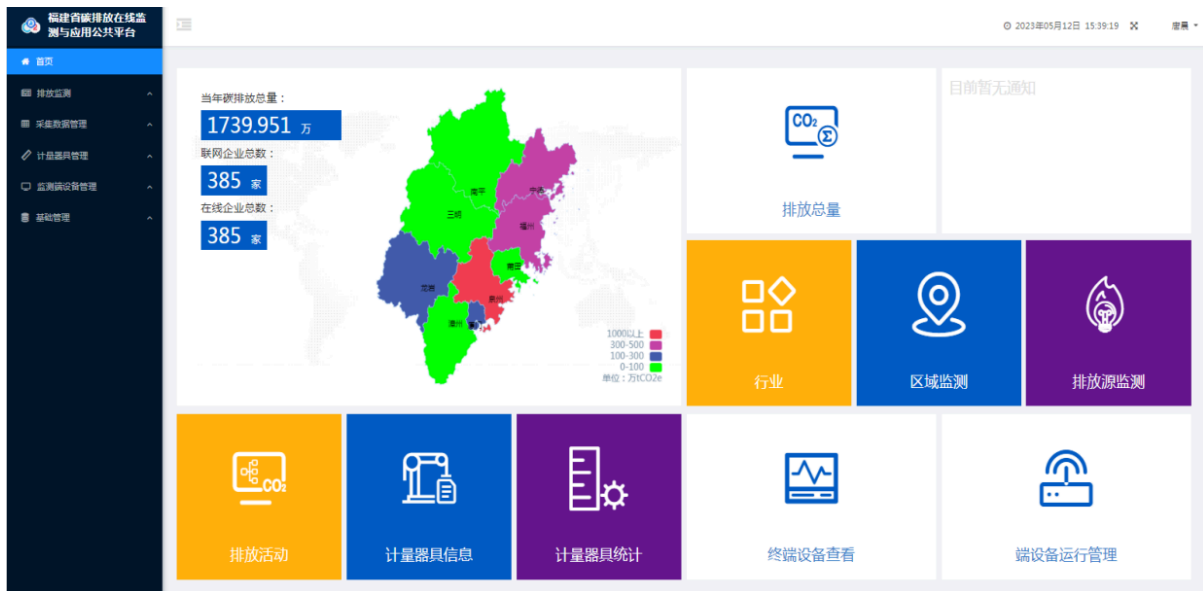 福建省碳排放在线监
测与应用公共平台
2023年05月12日 15:39:19
唐晨
首页
排放监测
采集数据管理
计量器具管理
监测端设备管理
基础管理
当年碳排放总量：
1739.951 万
联网企业总数：
385 家
在线企业总数：
385 家
南平
宁德
三明
福州
莆田
龙岩
泉州
漳州
1000以上
300-500
100-300
0-100
单位：万tCO2e
CO₂
Σ
排放总量
目前暂无通知
行业
区域监测
排放源监测
CO₂
排放活动
计量器具信息
计量器具统计
终端设备查看
端设备运行管理